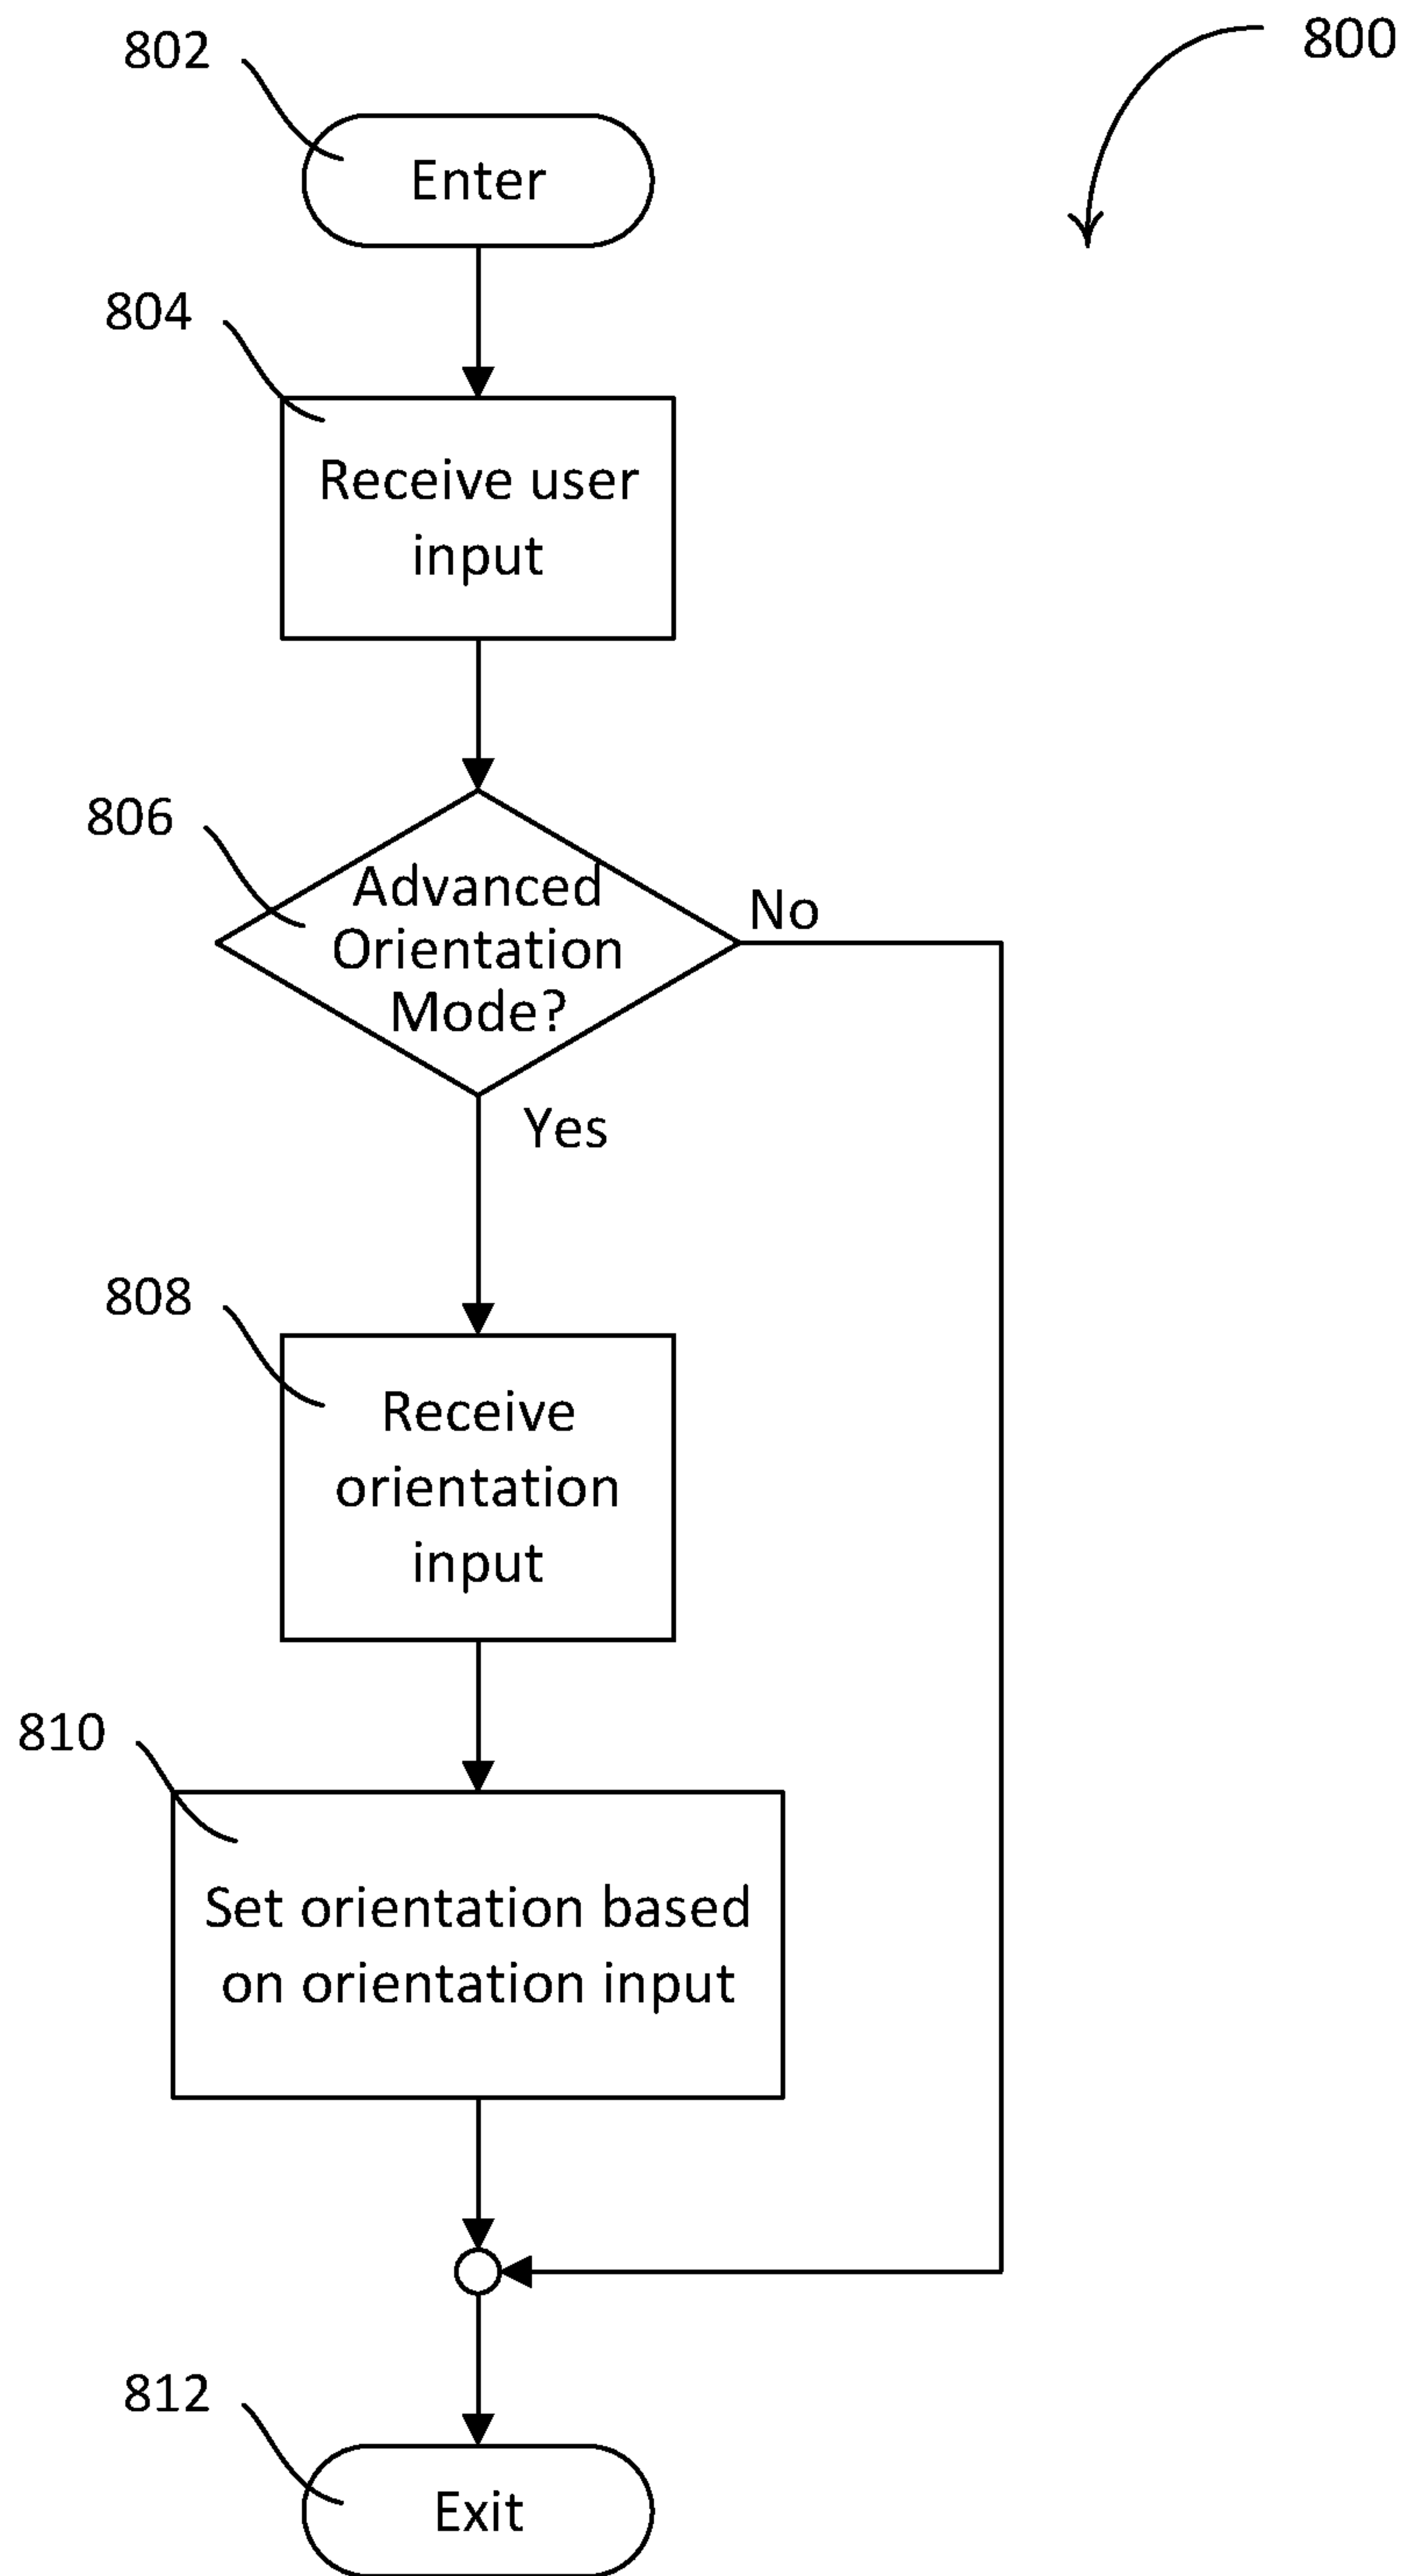 802
800
Enter
804
Receive user
input
806
Advanced
Orientation
Mode?
No
Yes
808
Receive
orientation
input
810
Set orientation based
on orientation input
812
Exit